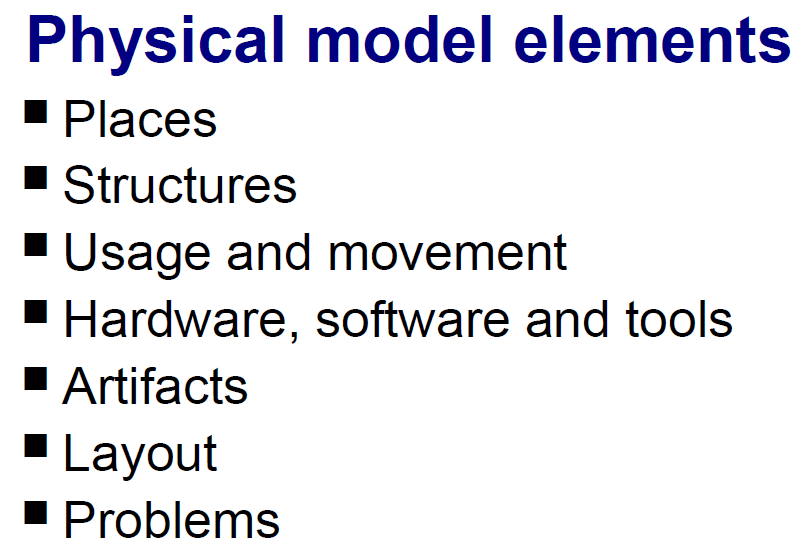 Physical model elements
■ Places
■ Structures
■ Usage and movement
■ Hardware, software and tools
■ Artifacts
■ Layout
■ Problems